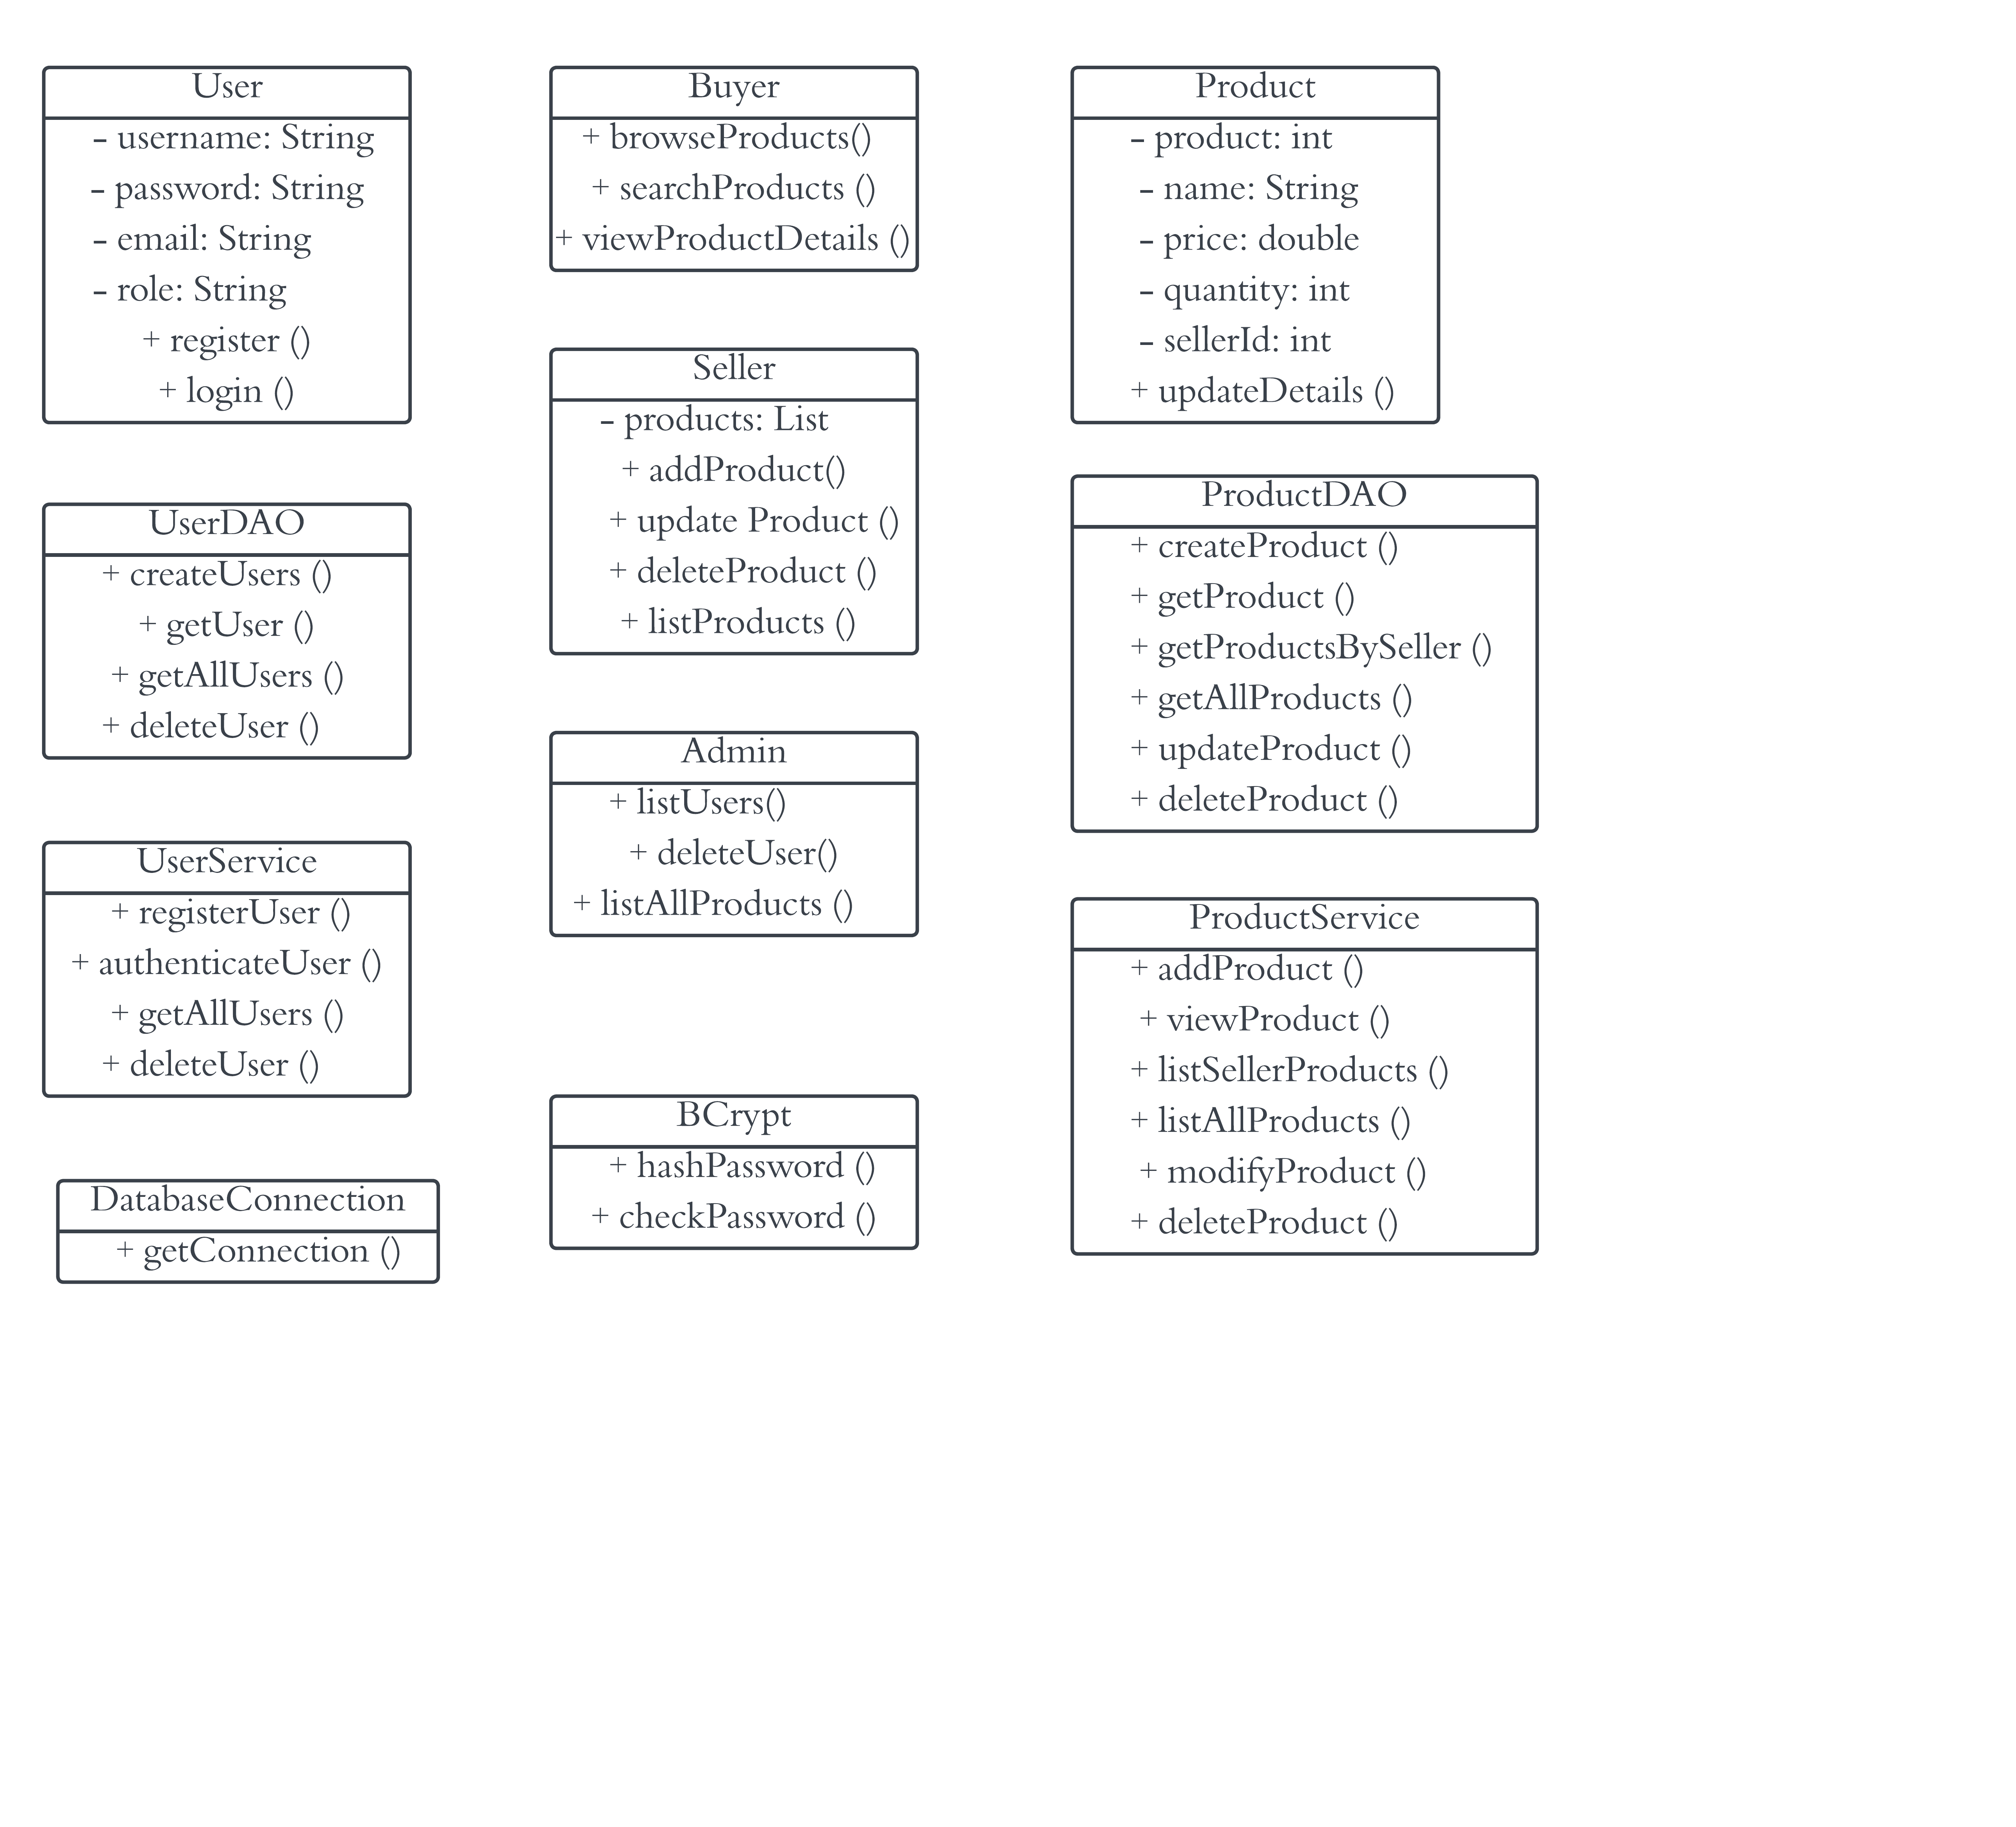 User
- username: String
- password: String
- email: String
- role: String
+ register ()
+ login ()
UserDAO
+ createUsers ()
+ getUser ()
+ getAllUsers ()
+ deleteUser ()
UserService
+ registerUser ()
+ authenticateUser ()
+ getAllUsers ()
+ deleteUser ()
DatabaseConnection
+ getConnection ()
Buyer
+ browseProducts()
+ searchProducts ()
+ viewProductDetails ()
Seller
- products: List
+ addProduct()
+ update Product ()
+ deleteProduct ()
+ listProducts ()
Admin
+ listUsers()
+ deleteUser()
+ listAllProducts ()
BCrypt
+ hashPassword ()
+ checkPassword ()
Product
- product: int
- name: String
- price: double
- quantity: int
- sellerId: int
+ updateDetails ()
ProductDAO
+ createProduct ()
+ getProduct ()
+ getProductsBySeller ()
+ getAllProducts ()
+ updateProduct ()
+ deleteProduct ()
ProductService
+ addProduct ()
+ viewProduct ()
+ listSellerProducts ()
+ listAllProducts ()
+ modifyProduct ()
+ deleteProduct ()